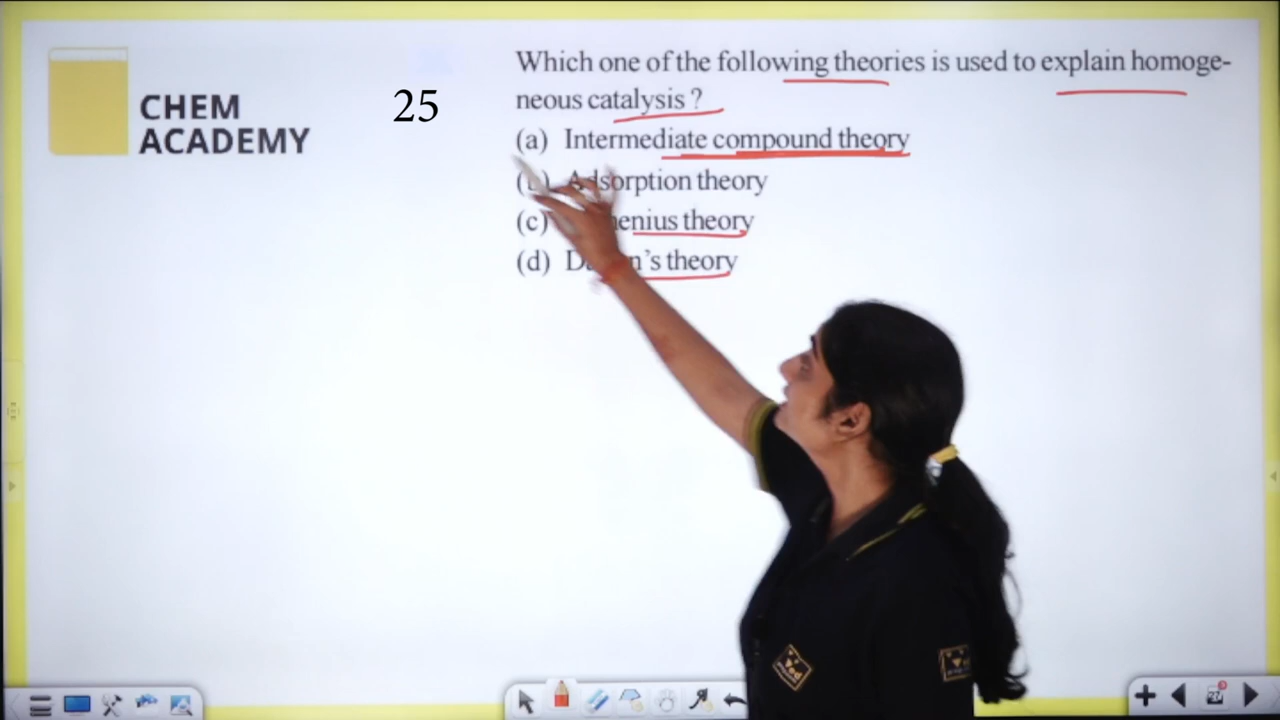 CHEM
ACADEMY
25
Which one of the following theories is used to explain homoge-
neous catalysis ?
(a) Intermediate compound theory
theory
(c) theory
(d) theory